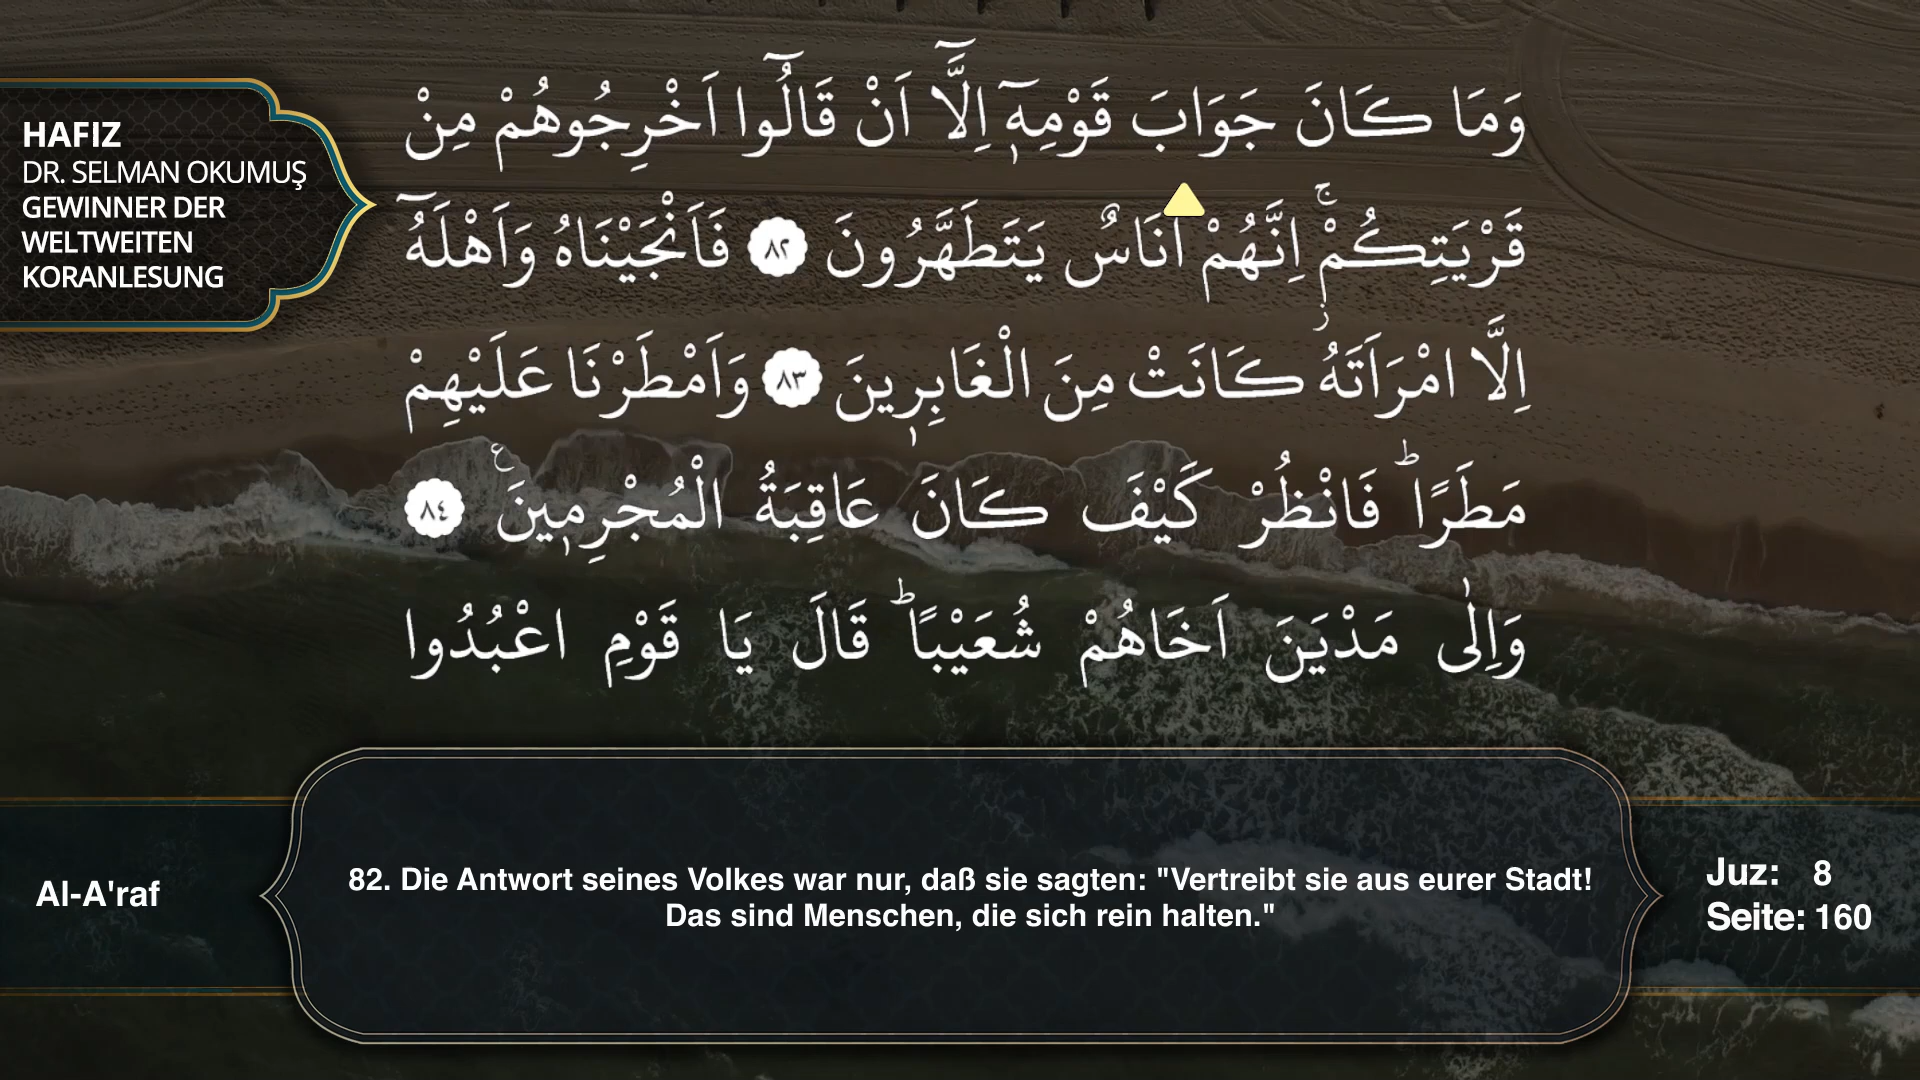 وَمَا كَانَ جَوَابَ قَوْمِهٖٓ اِلَّٓا اَنْ قَالُٓوا اَخْرِجُوهُمْ مِنْ
قَرْيَتِكُمْۚ اِنَّهُمْ اُنَاسٌ يَتَطَهَّرُونَ ﴿٨٢﴾ فَاَنْجَيْنَاهُ وَاَهْلَهُٓ
اِلَّا امْرَاَتَهُۘ كَانَتْ مِنَ الْغَابِرٖينَ ﴿٨٣﴾ وَاَمْطَرْنَا عَلَيْهِمْ
مَطَرًاؕ فَانْظُرْ كَيْفَ كَانَ عَاقِبَةُ الْمُجْرِمٖينَ ﴿٨٤﴾
وَاِلٰى مَدْيَنَ اَخَاهُمْ شُعَيْبًاؕ قَالَ يَا قَوْمِ اعْبُدُوا
HAFIZ
DR. SELMAN OKUMUŞ
GEWINNER DER
WELTWEITEN
KORANLESUNG
Al-A'raf
82. Die Antwort seines Volkes war nur, daß sie sagten: "Vertreibt sie aus eurer Stadt!
Das sind Menschen, die sich rein halten."
Juz: 8
Seite: 160